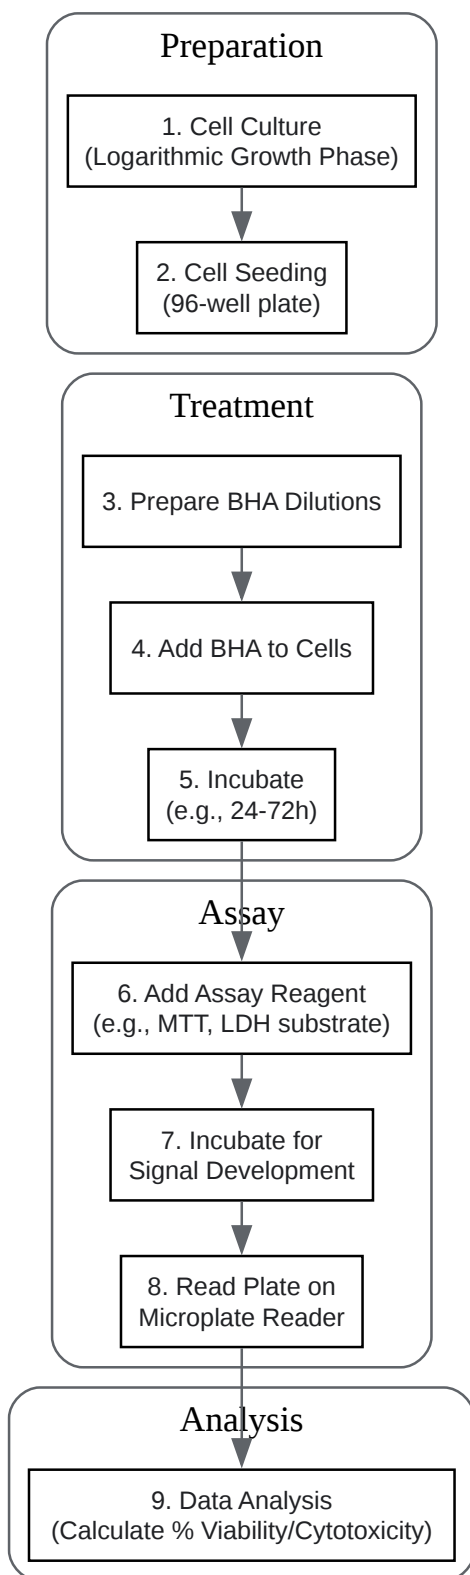 Preparation
1. Cell Culture
(Logarithmic Growth Phase)
2. Cell Seeding
(96-well plate)
Treatment
3. Prepare BHA Dilutions
4. Add BHA to Cells
5. Incubate
(e.g., 24-72h)
Assay
6. Add Assay Reagent
(e.g., MTT, LDH substrate)
7. Incubate for
Signal Development
8. Read Plate on
Microplate Reader
Analysis
9. Data Analysis
(Calculate % Viability/Cytotoxicity)